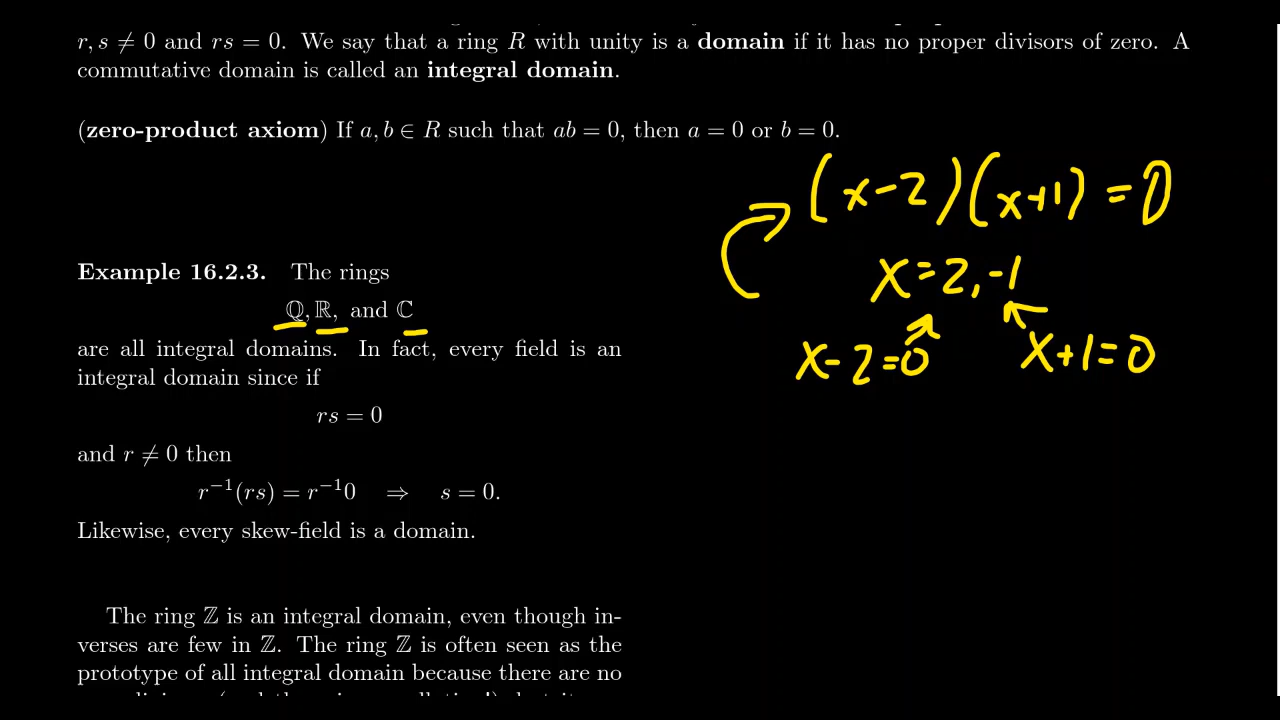 r, s ≠ 0 and rs = 0. We say that a ring R with unity is a domain if it has no proper divisors of zero. A
commutative domain is called an integral domain.
(zero-product axiom) If a, b ∈ R such that ab = 0, then a = 0 or b = 0.
(x-2)(x+1)=0
x=2,-1
x-2=0
x+1=0
Example 16.2.3. The rings
ℚ, ℝ, and ℂ
are all integral domains. In fact, every field is an
integral domain since if
rs = 0
and r ≠ 0 then
r⁻¹(rs) = r⁻¹0 ⇒ s = 0.
Likewise, every skew-field is a domain.
The ring ℤ is an integral domain, even though in-
verses are few in ℤ. The ring ℤ is often seen as the
prototype of all integral domain because there are no